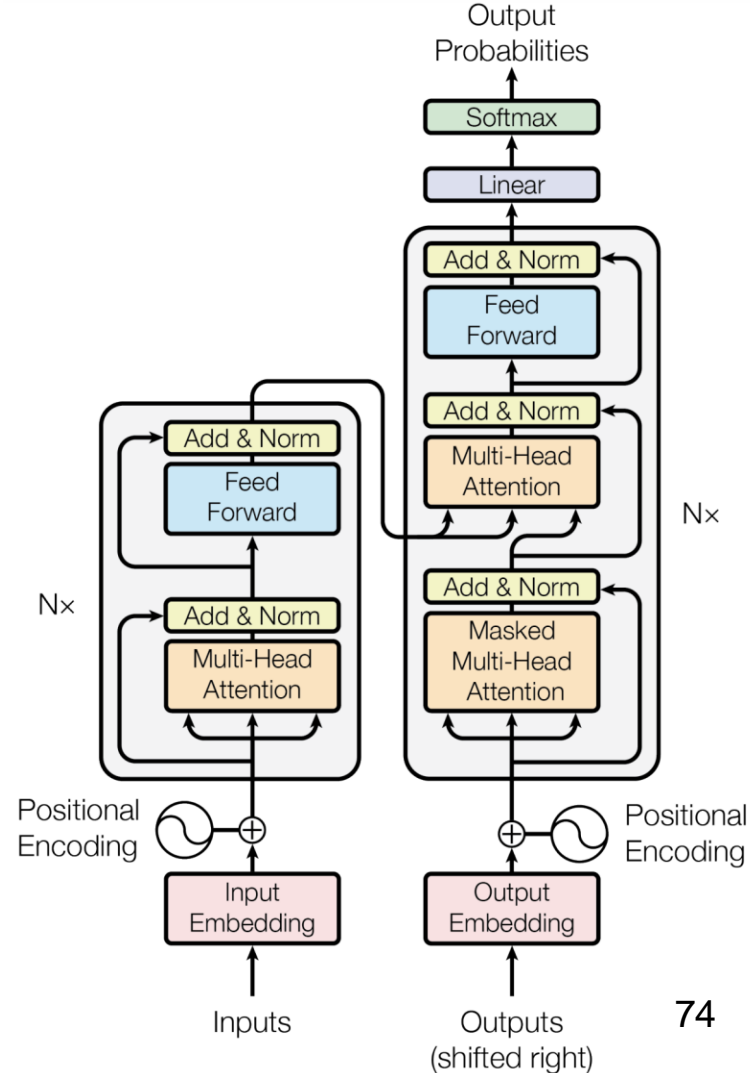 Output
Probabilities
Softmax
Linear
Add & Norm
Feed
Forward
Add & Norm
Multi-Head
Attention
Nx
Add & Norm
Masked
Multi-Head
Attention
Add & Norm
Feed
Forward
Nx
Add & Norm
Multi-Head
Attention
Positional
Encoding
Positional
Encoding
Input
Embedding
Output
Embedding
Inputs
Outputs
(shifted right)
74